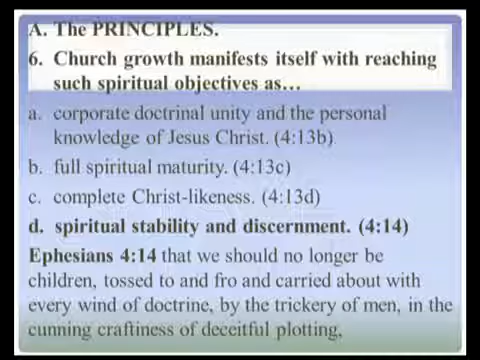 A. The PRINCIPLES.
6. Church growth manifests itself with reaching
such spiritual objectives as…
a. corporate doctrinal unity and the personal
knowledge of Jesus Christ. (4:13b)
b. full spiritual maturity. (4:13c)
c. complete Christ-likeness. (4:13d)
d. spiritual stability and discernment. (4:14)
Ephesians 4:14 that we should no longer be
children, tossed to and fro and carried about with
every wind of doctrine, by the trickery of men, in the
cunning craftiness of deceitful plotting,